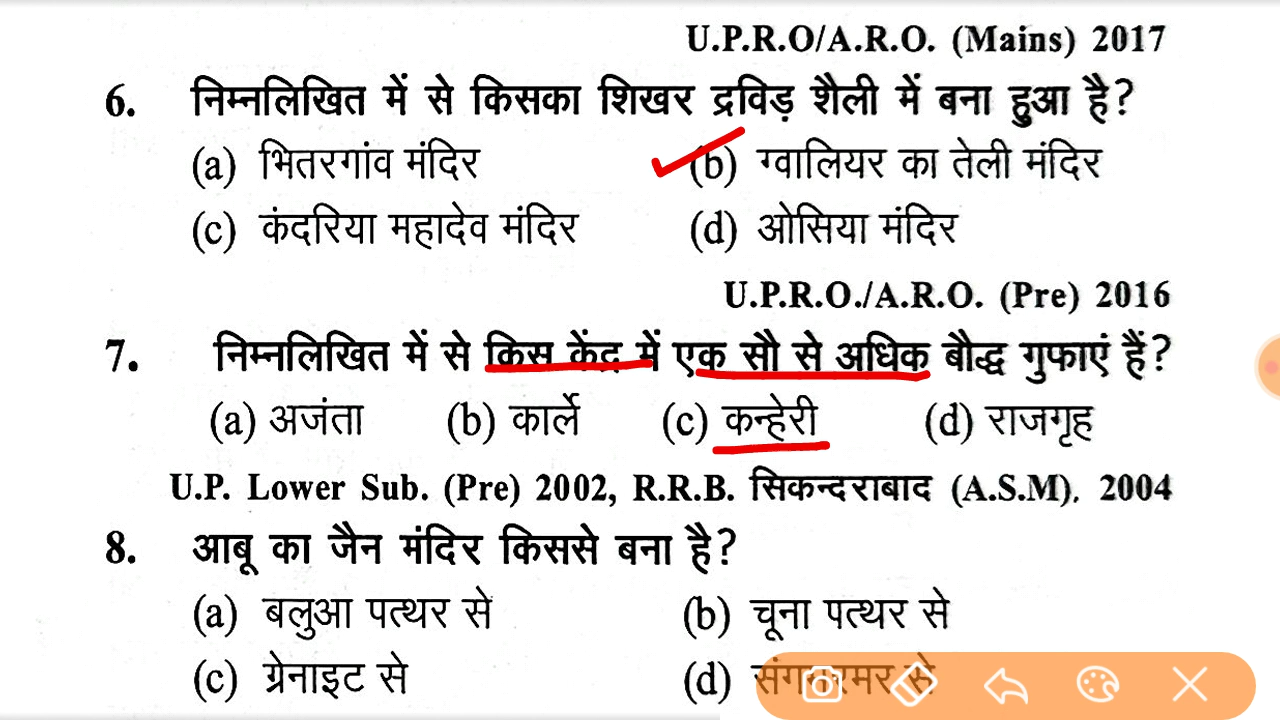 U.P.R.O/A.R.O. (Mains) 2017
6. निम्नलिखित में से किसका शिखर द्रविड़ शैली में बना हुआ है?
(a) भितरगांव मंदिर (b) ग्वालियर का तेली मंदिर
(c) कंदरिया महादेव मंदिर (d) ओसिया मंदिर
U.P.R.O./A.R.O. (Pre) 2016
7. निम्नलिखित में से किस केंद्र में एक सौ से अधिक बौद्ध गुफाएं हैं?
(a) अजंता (b) कार्ले (c) कन्हेरी (d) राजगृह
U.P. Lower Sub. (Pre) 2002, R.R.B. सिकन्दराबाद (A.S.M). 2004
8. आबू का जैन मंदिर किससे बना है?
(a) बलुआ पत्थर से (b) चूना पत्थर से
(c) ग्रेनाइट से (d) संगमरमर से